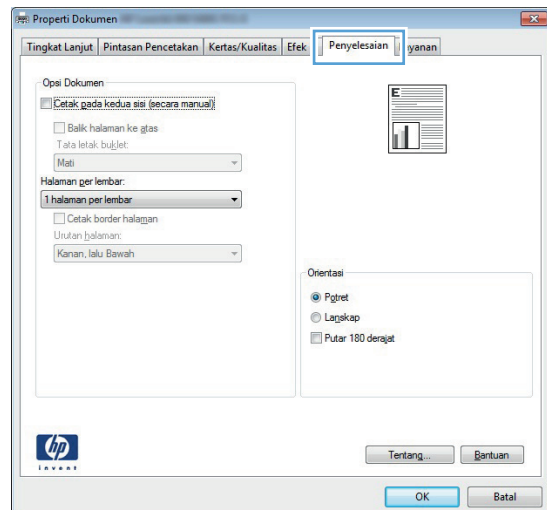 Properti Dokumen
Tingkat Lanjut Pintasan Pencetakan Kertas/Kualitas Efek Penyelesaian yanan
Opsi Dokumen
Cetak pada kedua sisi (secara manual)
Balik halaman ke atas
Tata letak buklet:
Mati
Halaman per lembar:
1 halaman per lembar
Cetak border halaman
Urutan halaman:
Kanan, lalu Bawah
E
Orientasi
Potret
Lanskap
Putar 180 derajat
hp
invent
Tentang... Bantuan
OK Batal